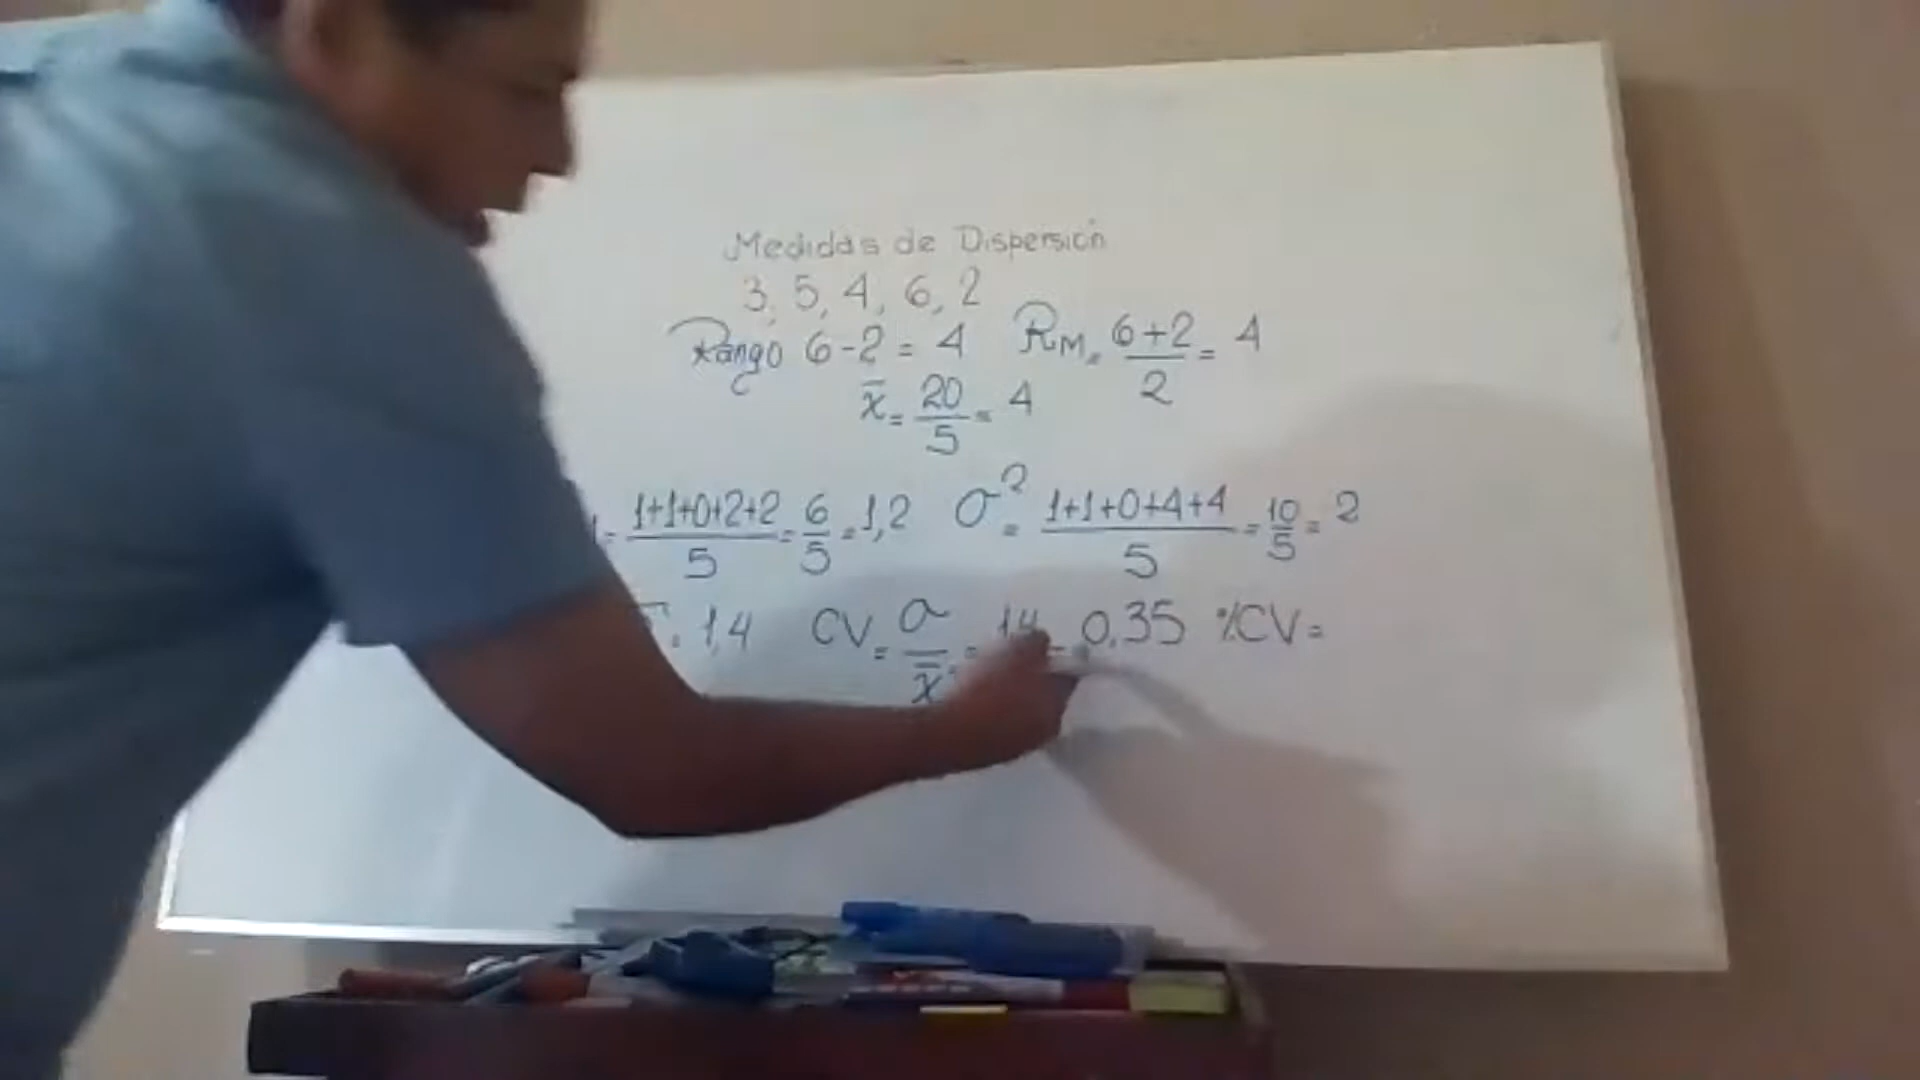 Medidas de Dispersión
3, 5, 4, 6, 2
Rango 6-2 = 4 RM = 6+2/2 = 4
x̄ = 20/5 = 4
= 1+1+0+2+2/5 = 6/5 = 1,2 σ² = 1+1+0+4+4/5 = 10/5 = 2
= 1,4 CV = σ/x̄ = 1,4 = 0,35 %CV =